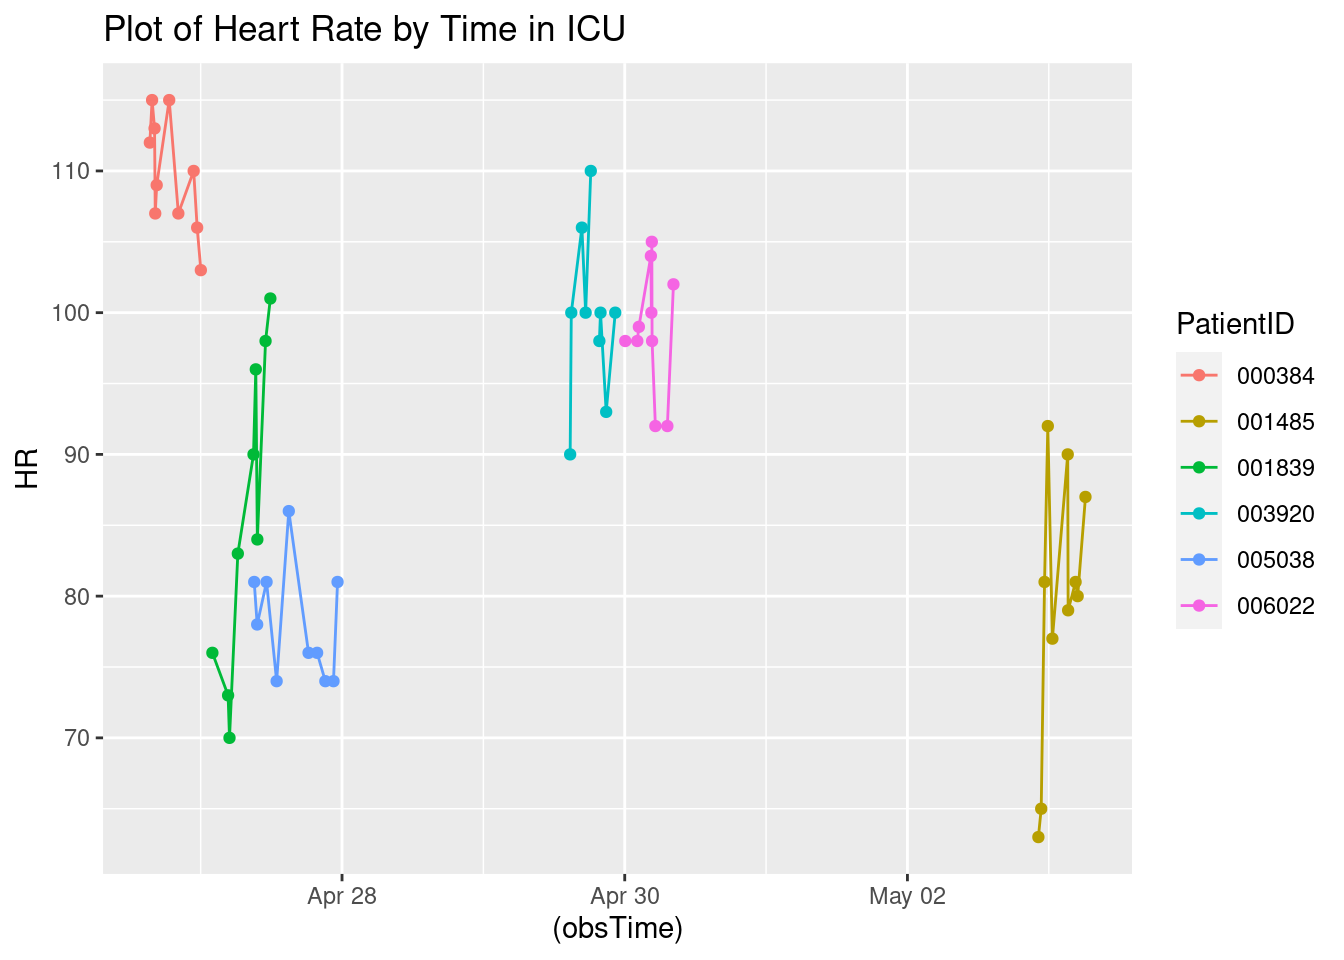 Plot of Heart Rate by Time in ICU
HR
110
100
90
80
70
Apr 28
Apr 30
May 02
(obsTime)
PatientID
000384
001485
001839
003920
005038
006022